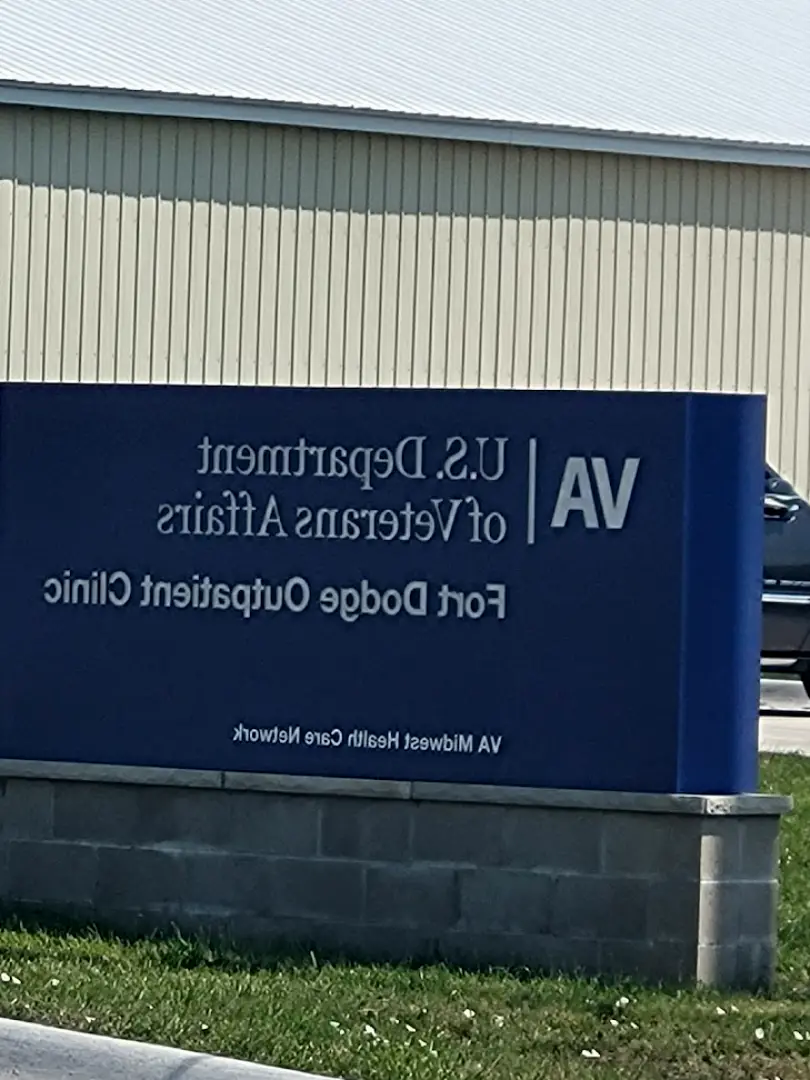 VA
U.S. Department
of Veterans Affairs
Fort Dodge Outpatient Clinic
VA Midwest Health Care Network